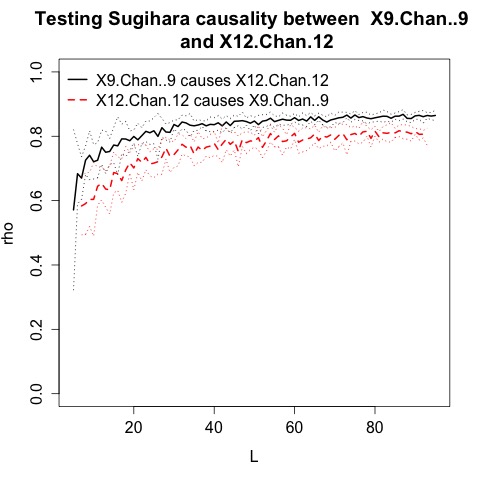 Testing Sugihara causality between  X9.Chan..9
and X12.Chan.12
X9.Chan..9 causes X12.Chan.12
X12.Chan.12 causes X9.Chan..9
rho
1.0
0.8
0.6
0.4
0.2
0.0
20 40 60 80
L